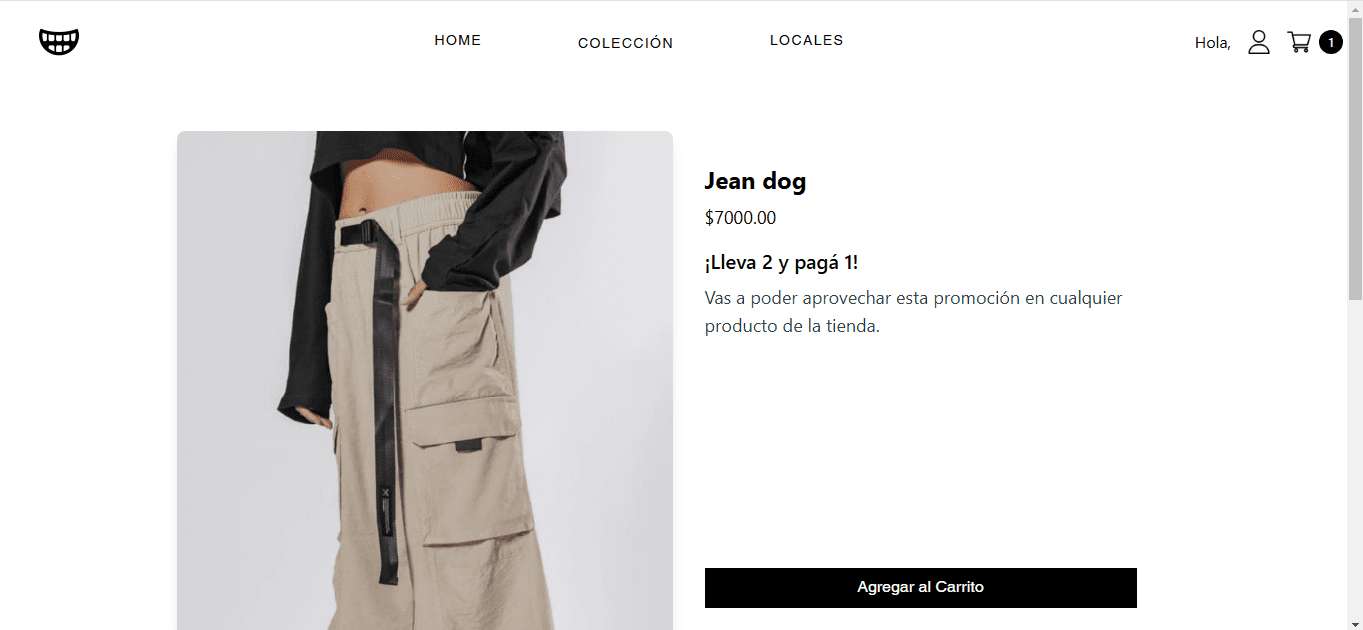 HOME
COLECCIÓN
LOCALES
Hola,
1
Jean dog
$7000.00
¡Lleva 2 y pagá 1!
Vas a poder aprovechar esta promoción en cualquier
producto de la tienda.
Agregar al Carrito